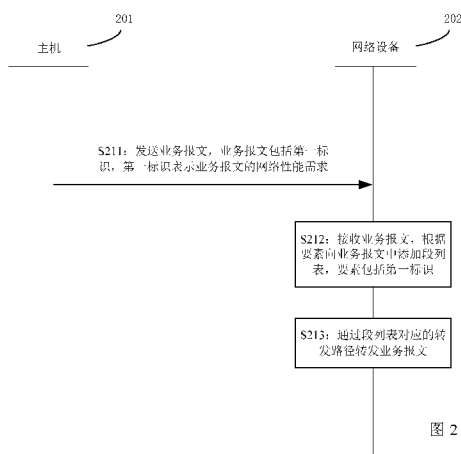 201
202
主机
网络设备
S211：发送业务报文，业务报文包括第一标
识，第一标识表示业务报文的网络性能需求
S212：接收业务报文，根据
要素向业务报文中添加段列
表，要素包括第一标识
S213：通过段列表对应的转
发路径转发业务报文
图 2